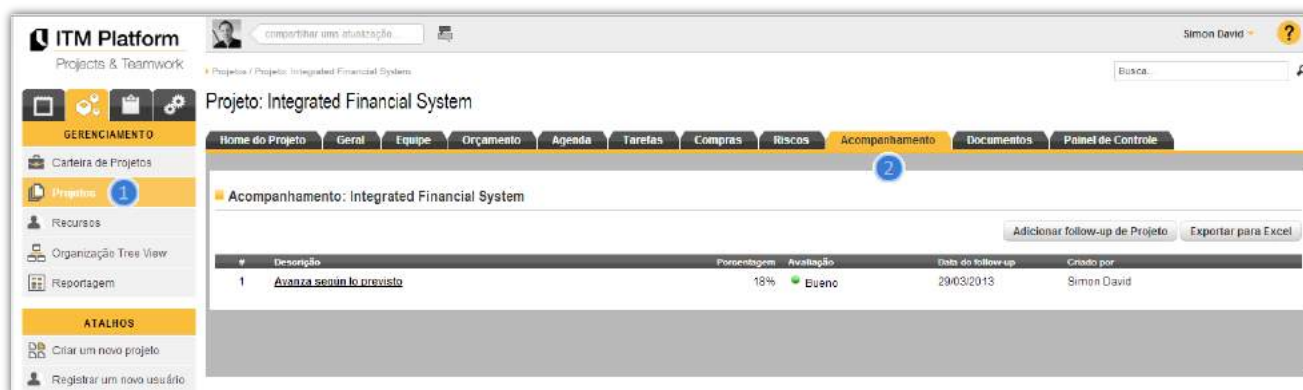 ITM Platform
Projects & Teamwork
compartilhar uma atualização...
Simon David
?
Projetos / Projeto: Integrated Financial System
Busca..
Projeto: Integrated Financial System
GERENCIAMENTO
Carteira de Projetos
Projetos 1
Recursos
Organização Tree View
Reportagem
ATALHOS
Criar um novo projeto
Registrar um novo usuário
Home do Projeto Geral Equipe Orçamento Agenda Tarefas Compras Riscos Acompanhamento Documentos Painel de Controle
2
Acompanhamento: Integrated Financial System
Adicionar follow-up de Projeto Exportar para Excel
# Descrição Porcentagem Avaliação Data do follow-up Criado por
1 Avanza según lo previsto 18% Bueno 29/03/2013 Simon David